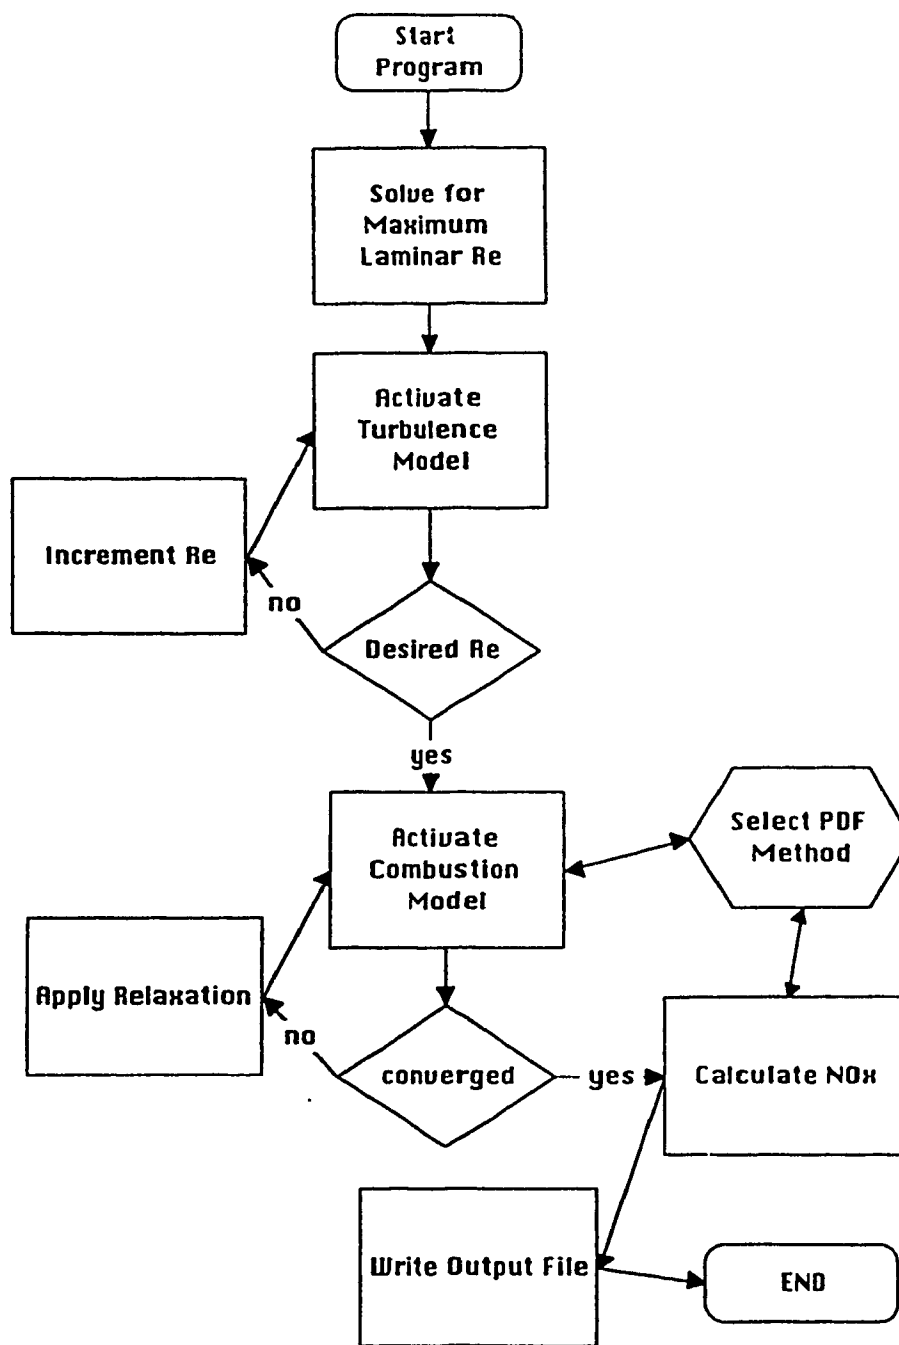 Start
Program
Solve for
Maximum
Laminar Re
Activate
Turbulence
Model
Increment Re
no
Desired Re
yes
Activate
Combustion
Model
Select PDF
Method
Apply Relaxation
no
converged
yes
Calculate NOx
Write Output File
END